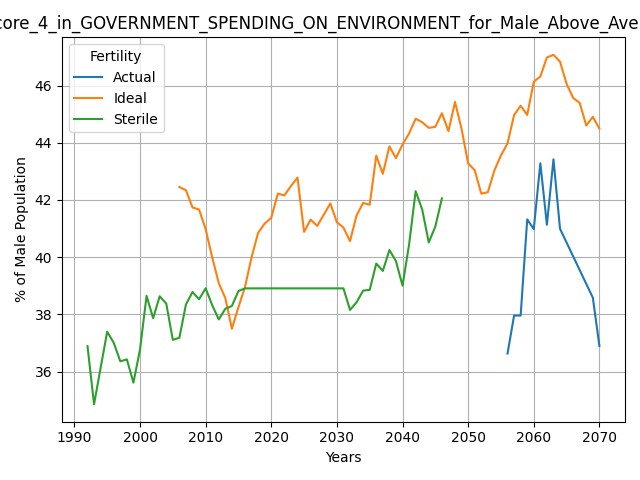 core_4_in_GOVERNMENT_SPENDING_ON_ENVIRONMENT_for_Male_Above_Ave
Fertility
Actual
Ideal
Sterile
% of Male Population
46
44
42
40
38
36
1990 2000 2010 2020 2030 2040 2050 2060 2070
Years